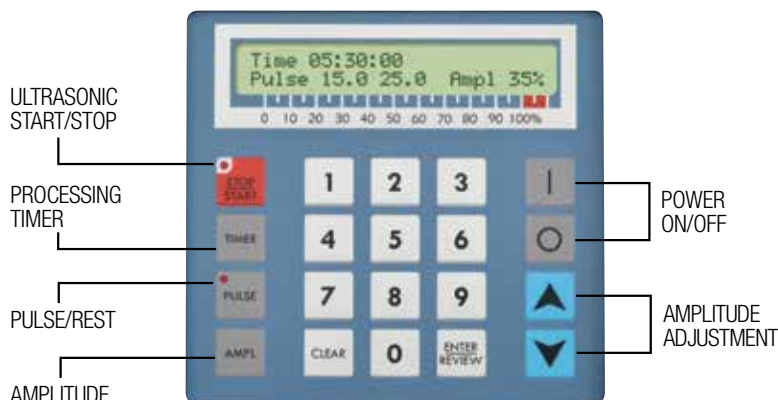 Time 05:30:00
Pulse 15.0 25.0 Ampl 35%
0 10 20 30 40 50 60 70 80 90 100%
ULTRASONIC
START/STOP
STOP
START
1 2 3
|
POWER
ON/OFF
PROCESSING
TIMER
TIMER
4 5 6
PULSE/REST
PULSE
7 8 9
AMPLITUDE
ADJUSTMENT
AMPLITUDE
AMPL
CLEAR
0
ENTER
REVIEW